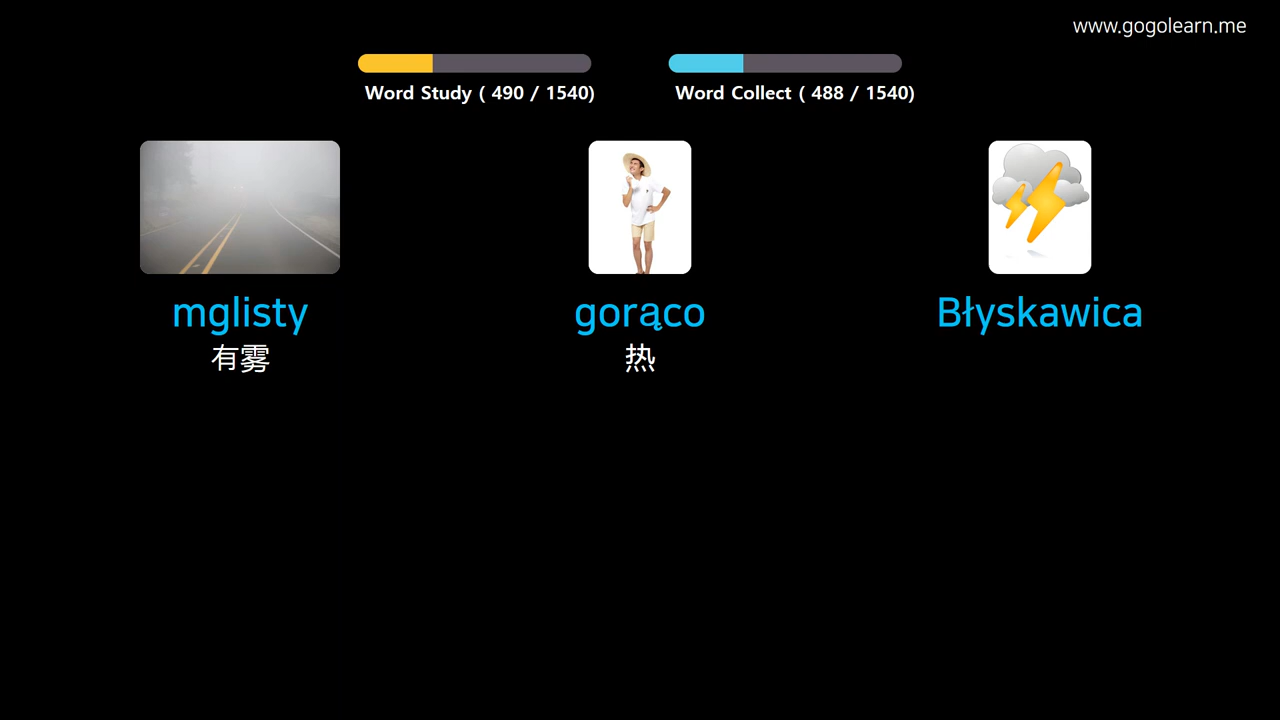 www.gogolearn.me
Word Study ( 490 / 1540)
Word Collect ( 488 / 1540)
mglisty
有雾
gorąco
热
Błyskawica